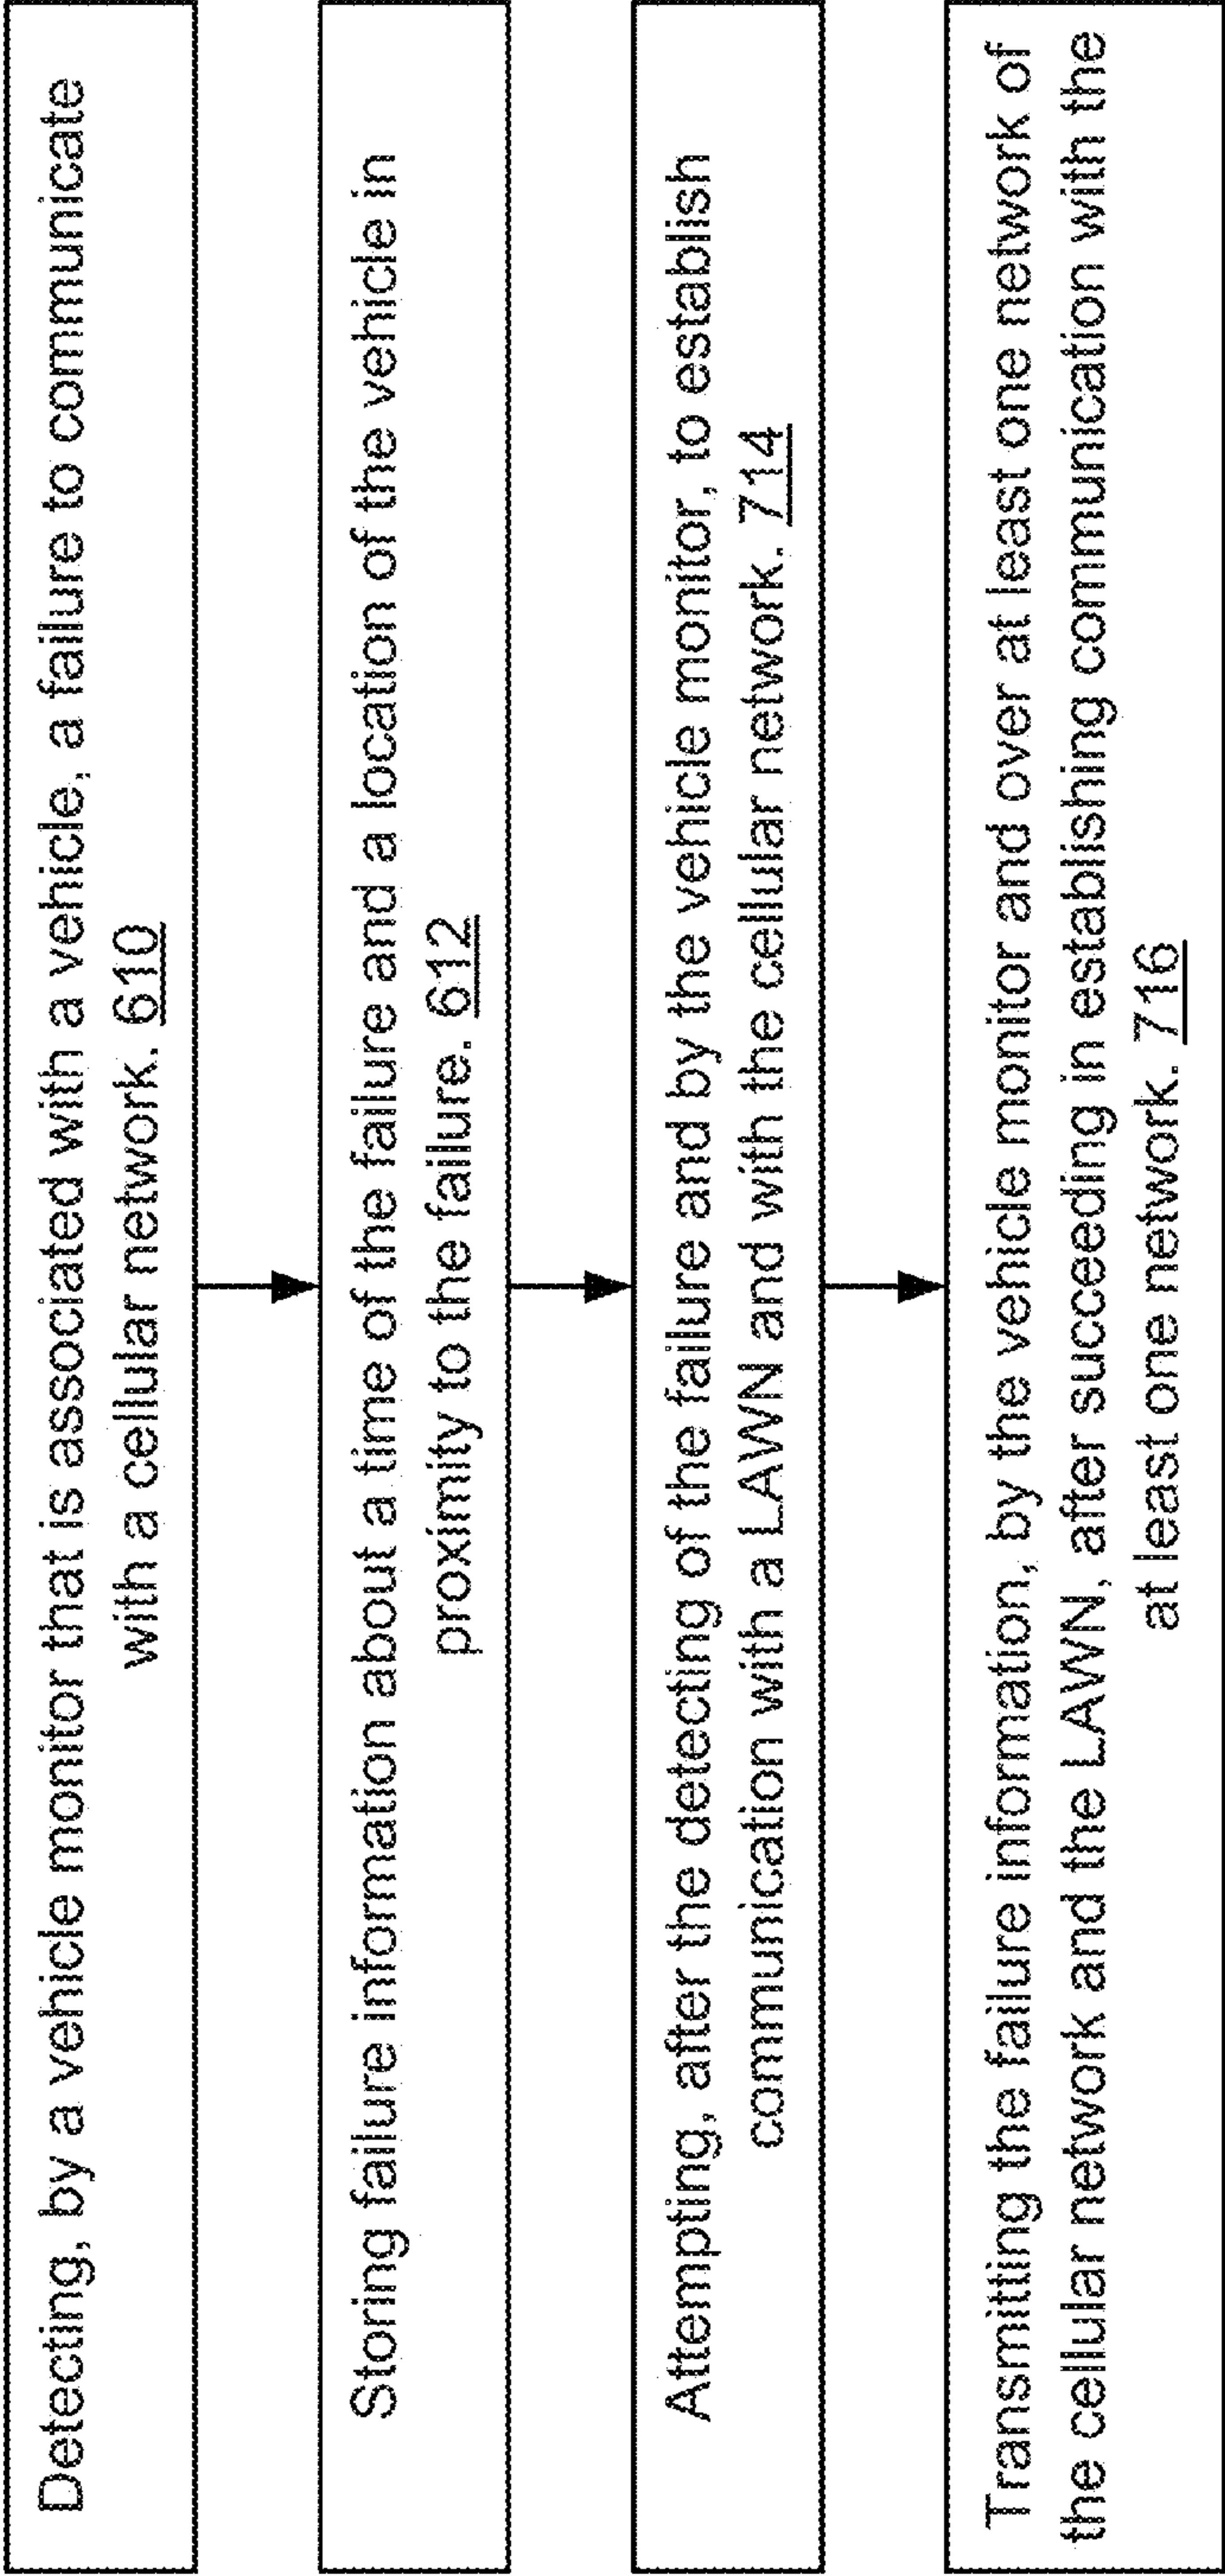 Detecting, by a vehicle monitor that is associated with a vehicle, a failure to communicate
with a cellular network. 610
Storing failure information about a time of the failure and a location of the vehicle in
proximity to the failure. 612
Attempting, after the detecting of the failure and by the vehicle monitor, to establish
communication with a LAWN and with the cellular network. 714
Transmitting the failure information, by the vehicle monitor and over at least one network of
the cellular network and the LAWN, after succeeding in establishing communication with the
at least one network. 716